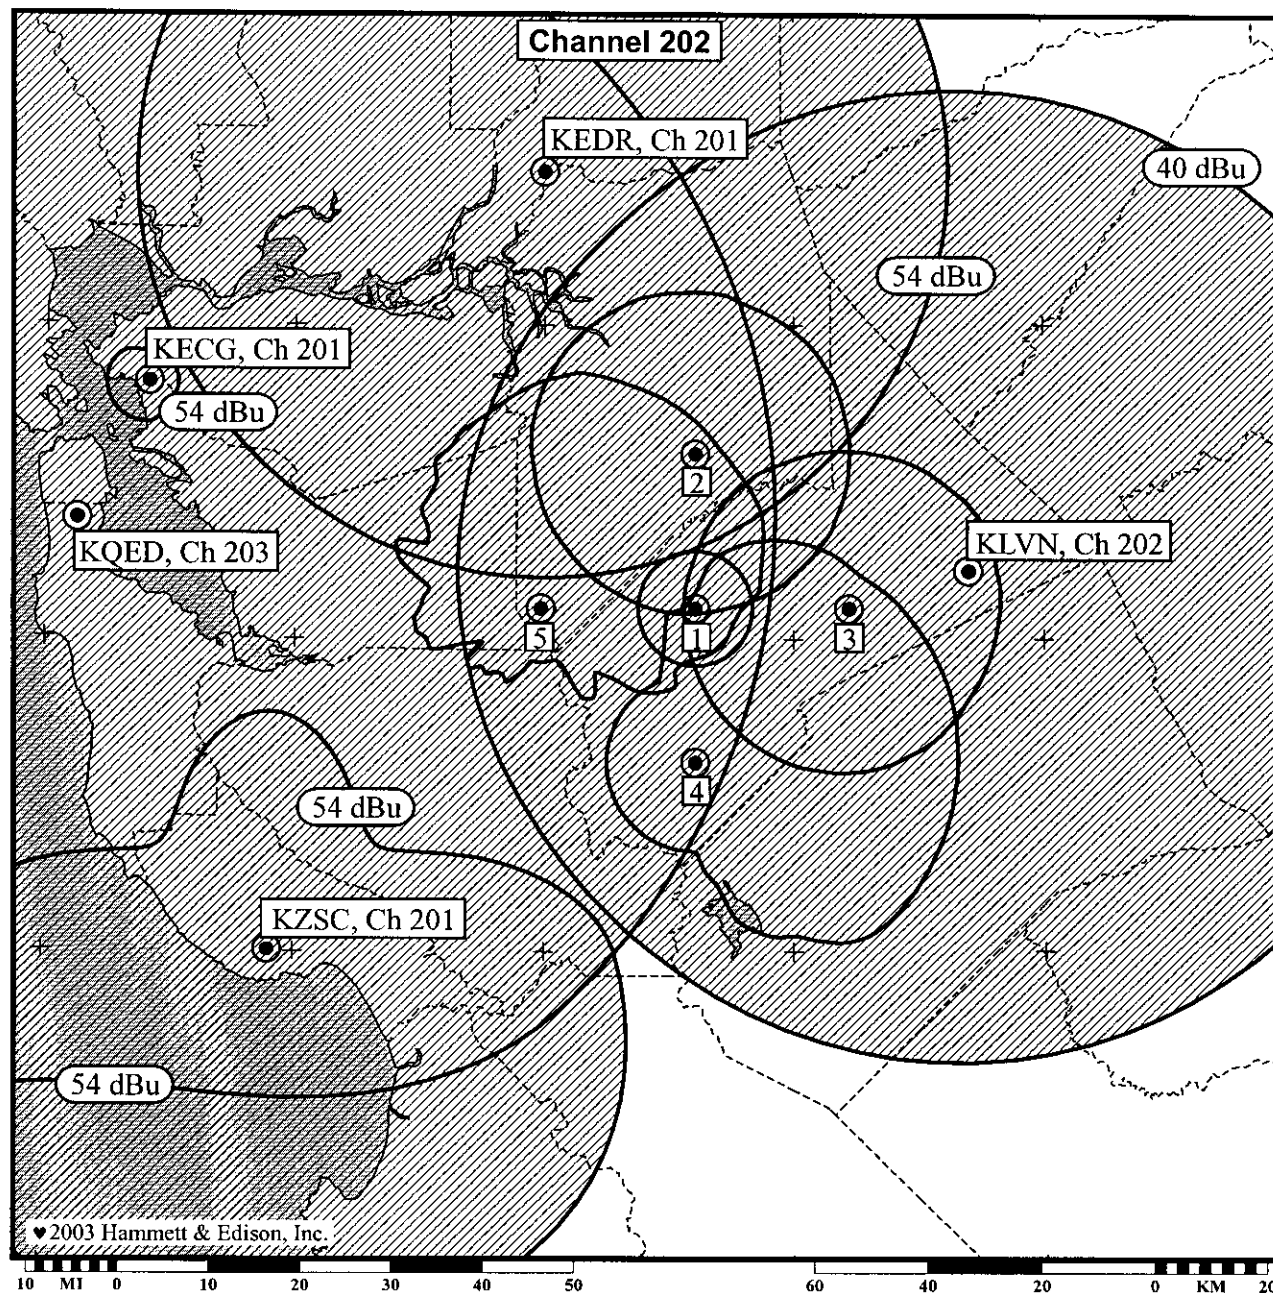 Channel 202
KEDR, Ch 201
40 dBu
54 dBu
KECG, Ch 201
54 dBu
2
KQED, Ch 203
KLVN, Ch 202
5
1
3
4
54 dBu
KZSC, Ch 201
54 dBu
♥ 2003 Hammett & Edison, Inc.
10 MI 0 10 20 30 40 50 60 40 20 0 KM 20